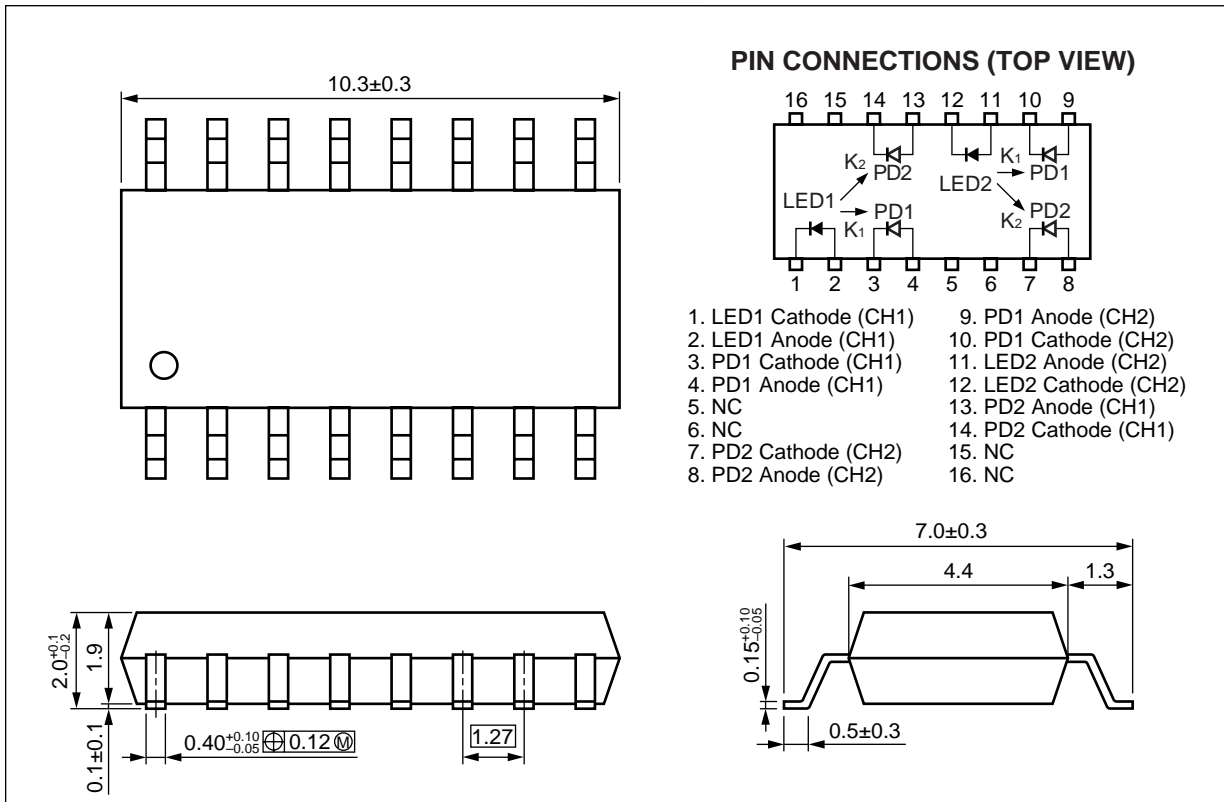 PIN CONNECTIONS (TOP VIEW)
10.3±0.3
16 15 14 13 12 11 10 9
K2 PD2
LED1
K1 PD1
LED2
K1 PD1
K2 PD2
1 2 3 4 5 6 7 8
1. LED1 Cathode (CH1)
2. LED1 Anode (CH1)
3. PD1 Cathode (CH1)
4. PD1 Anode (CH1)
5. NC
6. NC
7. PD2 Cathode (CH2)
8. PD2 Anode (CH2)
9. PD1 Anode (CH2)
10. PD1 Cathode (CH2)
11. LED2 Anode (CH2)
12. LED2 Cathode (CH2)
13. PD2 Anode (CH1)
14. PD2 Cathode (CH1)
15. NC
16. NC
2.0+0.1−0.2
1.9
0.1±0.1
0.40+0.10−0.05 ⌖ 0.12 Ⓜ
1.27
7.0±0.3
4.4
1.3
0.15+0.10−0.05
0.5±0.3